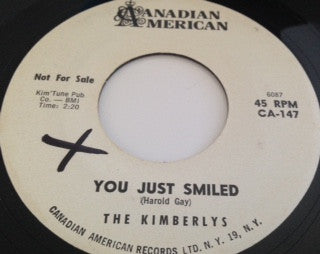 CANADIAN
AMERICAN
Not For Sale
Kim'Tune Pub
Co. — BMI
Time: 2:20
6087
45 RPM
CA-147
YOU JUST SMILED
(Harold Gay)
THE KIMBERLYS
CANADIAN AMERICAN RECORDS LTD. N. Y. 19, N. Y.